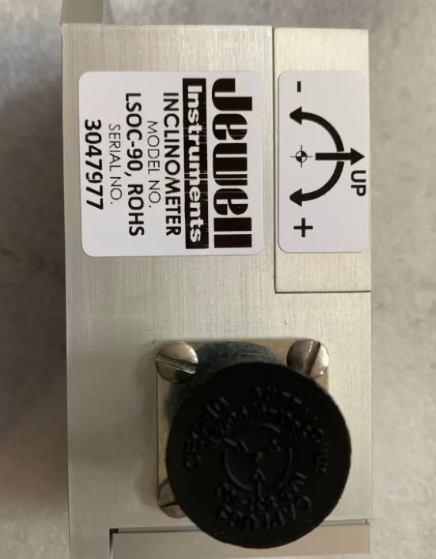 Jewell
Instruments
INCLINOMETER
MODEL NO.
LSOC-90, ROHS
SERIAL NO.
3047977
- UP +